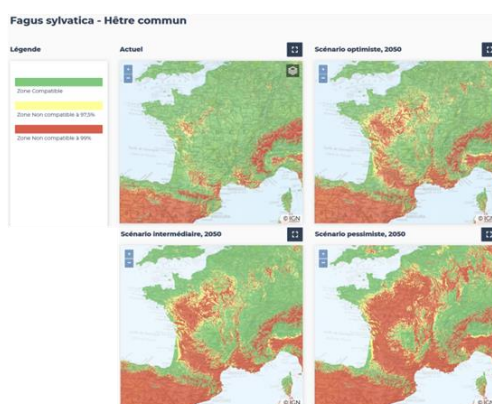 Fagus sylvatica - Hêtre commun
Légende
Zone Compatible
Zone Non compatible à 97,5%
Zone Non compatible à 99%
Actuel
© IGN
Scénario optimiste, 2050
© IGN
Scénario intermédiaire, 2050
© IGN
Scénario pessimiste, 2050
© IGN